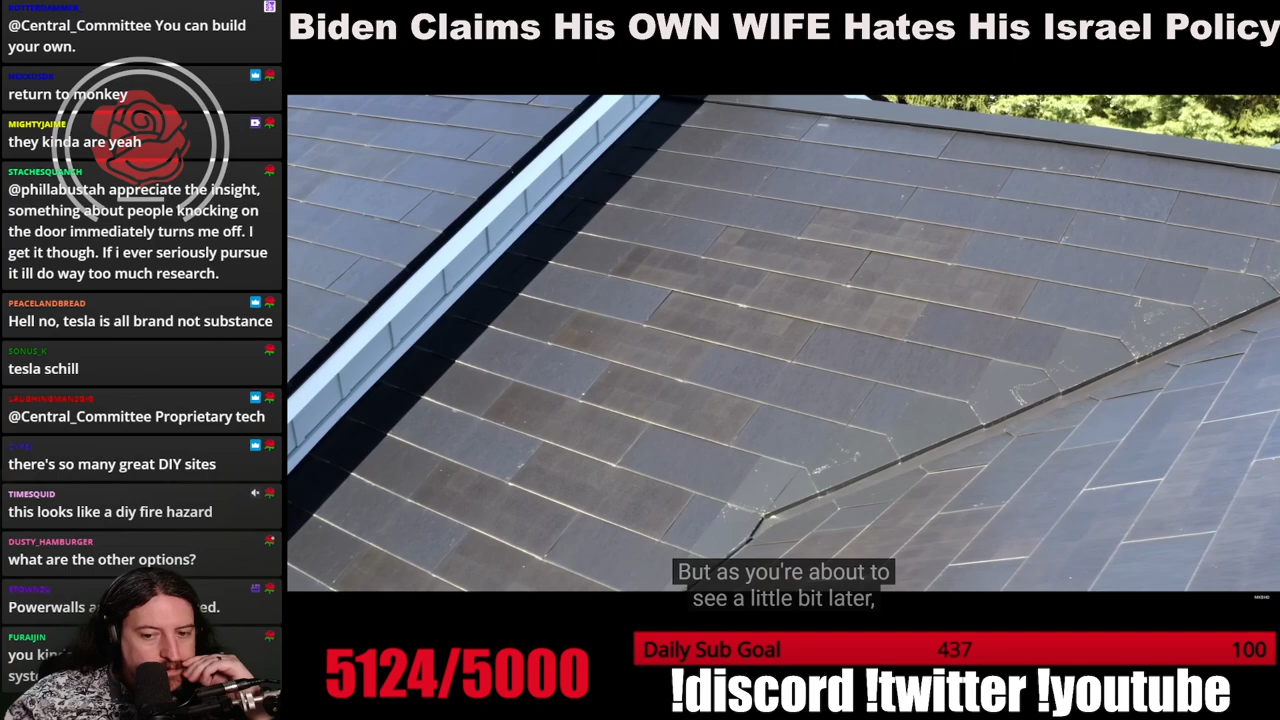 Biden Claims His OWN WIFE Hates His Israel Policy
@Central_Committee You can build
your own.
return to monkey
MIGHTYJAIME
they kinda are yeah
STACHESQUANCH
@phillabustah appreciate the insight,
something about people knocking on
the door immediately turns me off. I
get it though. If i ever seriously pursue
it ill do way too much research.
PEACELANDBREAD
Hell no, tesla is all brand not substance
SONUS_K
tesla schill
@Central_Committee Proprietary tech
there's so many great DIY sites
TIMESQUID
this looks like a diy fire hazard
DUSTY_HAMBURGER
what are the other options?
Powerwalls
FURAIJIN
you
But as you're about to
see a little bit later,
5124/5000
Daily Sub Goal 437 100
!discord !twitter !youtube